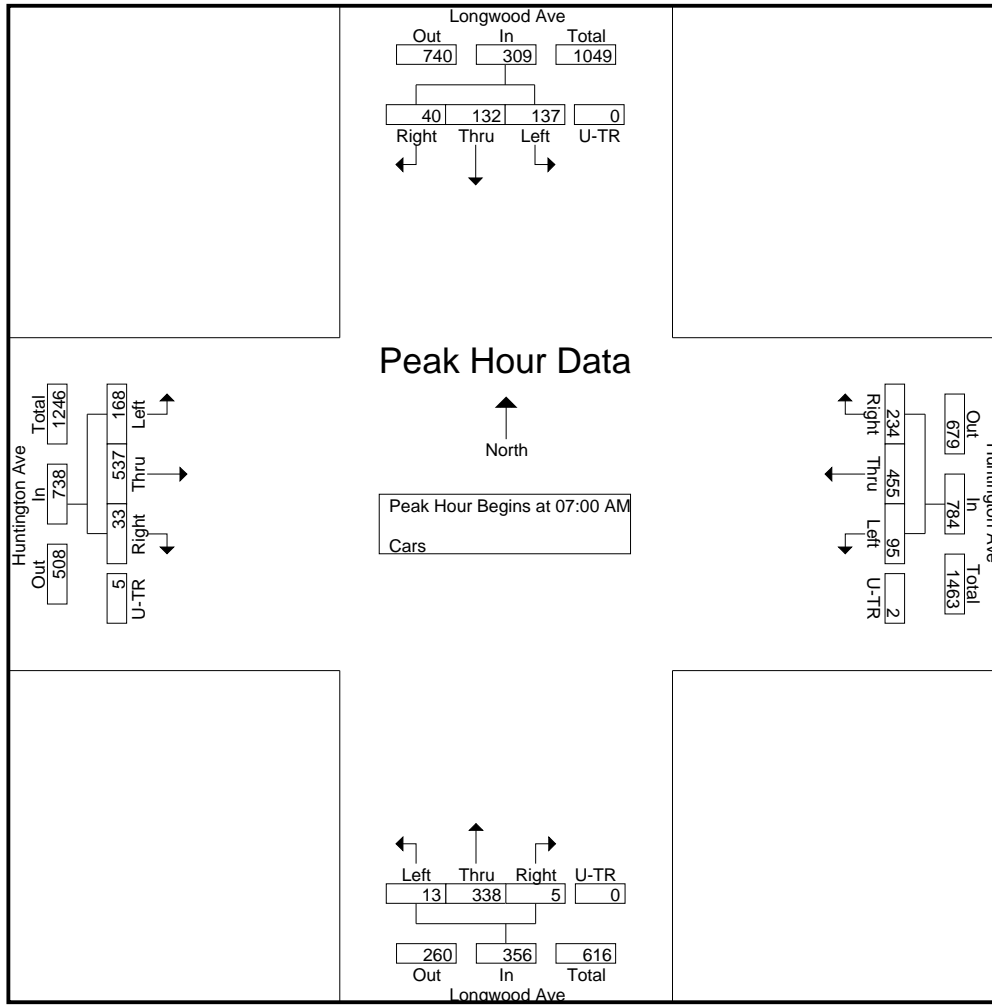 Longwood Ave
Out In Total
740 309 1049
40 132 137 0
Right Thru Left U-TR
Peak Hour Data
North
Peak Hour Begins at 07:00 AM
Cars
Huntington Ave
Total In Out
1246 738 508
168 537 33 5
Left Thru Right U-TR
Huntington Ave
Out In Total
679 784 1463
234 455 95 2
Right Thru Left U-TR
Left Thru Right U-TR
13 338 5 0
260 356 616
Out In Total
Longwood Ave